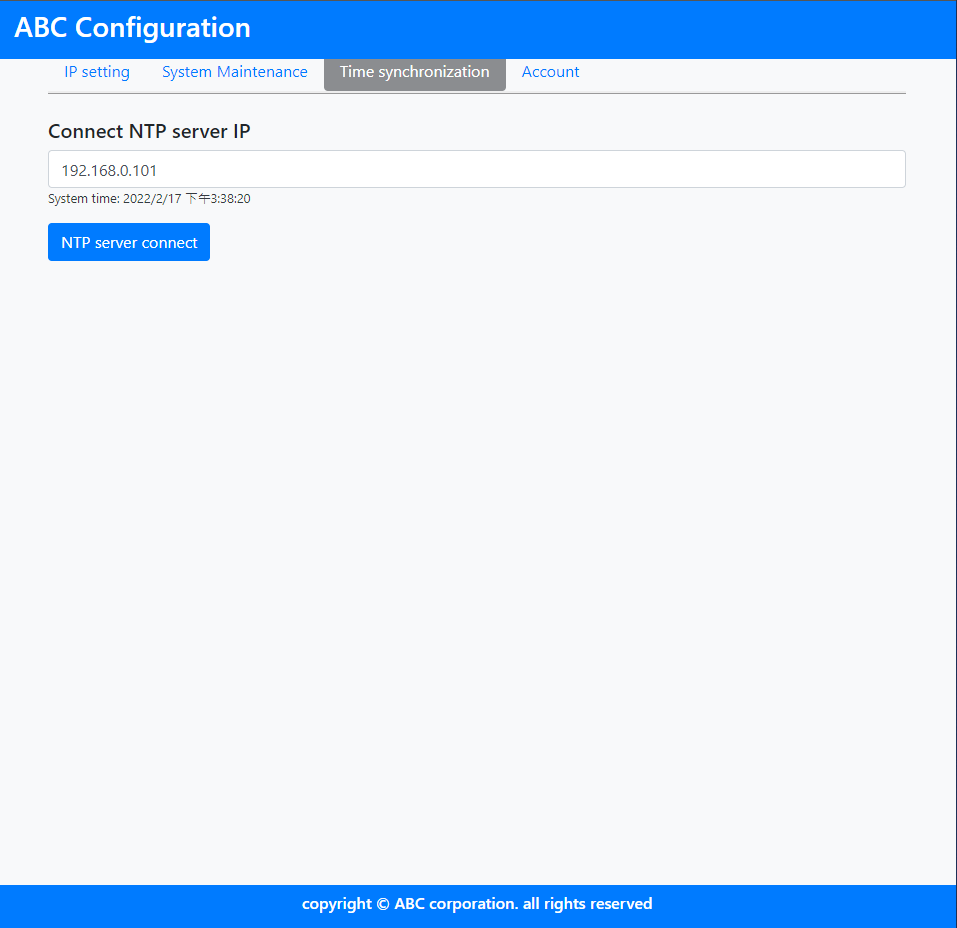 ABC Configuration
IP setting System Maintenance Time synchronization Account
Connect NTP server IP
192.168.0.101
System time: 2022/2/17 下午3:38:20
NTP server connect
copyright © ABC corporation. all rights reserved